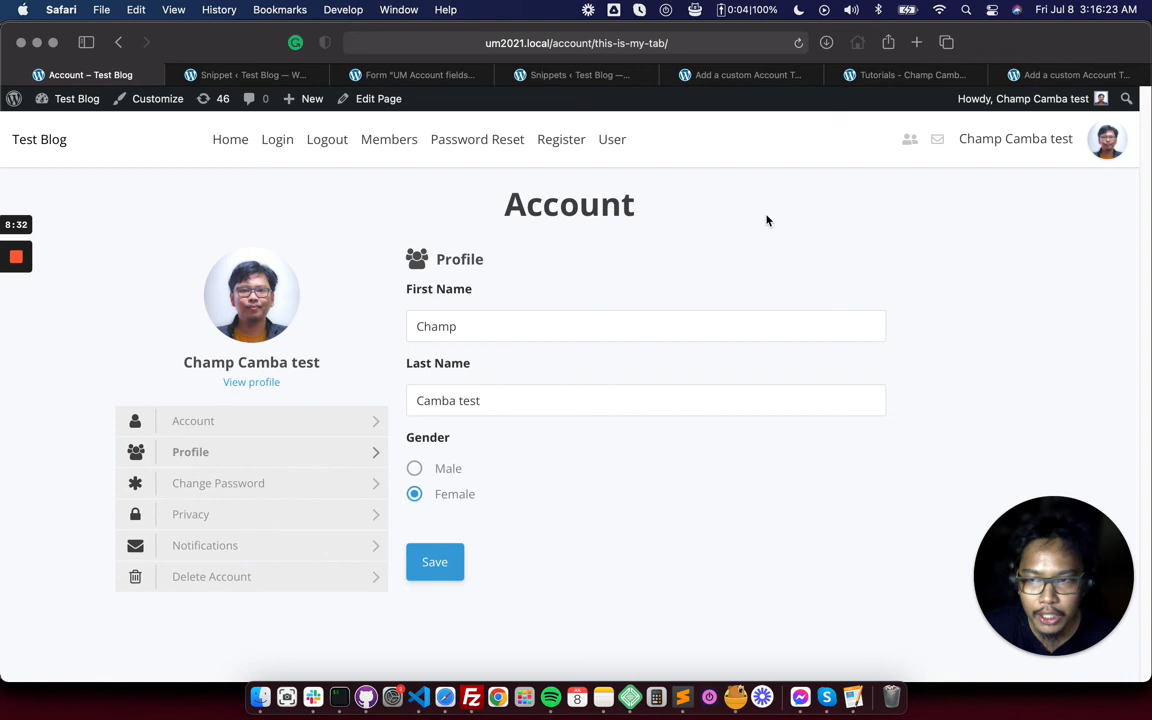 Safari File Edit View History Bookmarks Develop Window Help 0:04 100% Fri Jul 8 3:16:23 AM
um2021.local/account/this-is-my-tab/
Account – Test Blog Snippet ‹ Test Blog — W... Form “UM Account fields... Snippets ‹ Test Blog —... Add a custom Account T... Tutorials - Champ Camb... Add a custom Account T...
Test Blog Customize 46 0 New Edit Page Howdy, Champ Camba test
Test Blog Home Login Logout Members Password Reset Register User Champ Camba test
Account
8:32
Champ Camba test
View profile
Account
Profile
Change Password
Privacy
Notifications
Delete Account
Profile
First Name
Champ
Last Name
Camba test
Gender
Male
Female
Save
8